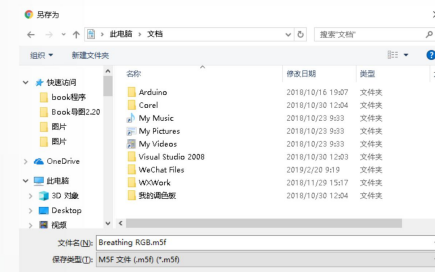 另存为
此电脑 › 文档
搜索"文档"
组织 新建文件夹
名称 修改日期 类型
快速访问
book程序
Book导图2.20
图片
图片
OneDrive
此电脑
3D 对象
Desktop
视频
Arduino 2018/10/16 19:07 文件夹
Corel 2018/10/30 12:04 文件夹
My Music 2018/10/23 9:33 文件夹
My Pictures 2018/10/23 9:33 文件夹
My Videos 2018/10/23 9:33 文件夹
Visual Studio 2008 2018/10/30 12:03 文件夹
WeChat Files 2019/2/20 9:19 文件夹
WXWork 2018/11/29 15:17 文件夹
我的调色板 2018/10/30 12:04 文件夹
文件名(N): Breathing RGB.m5f
保存类型(T): M5F 文件 (.m5f) (*.m5f)